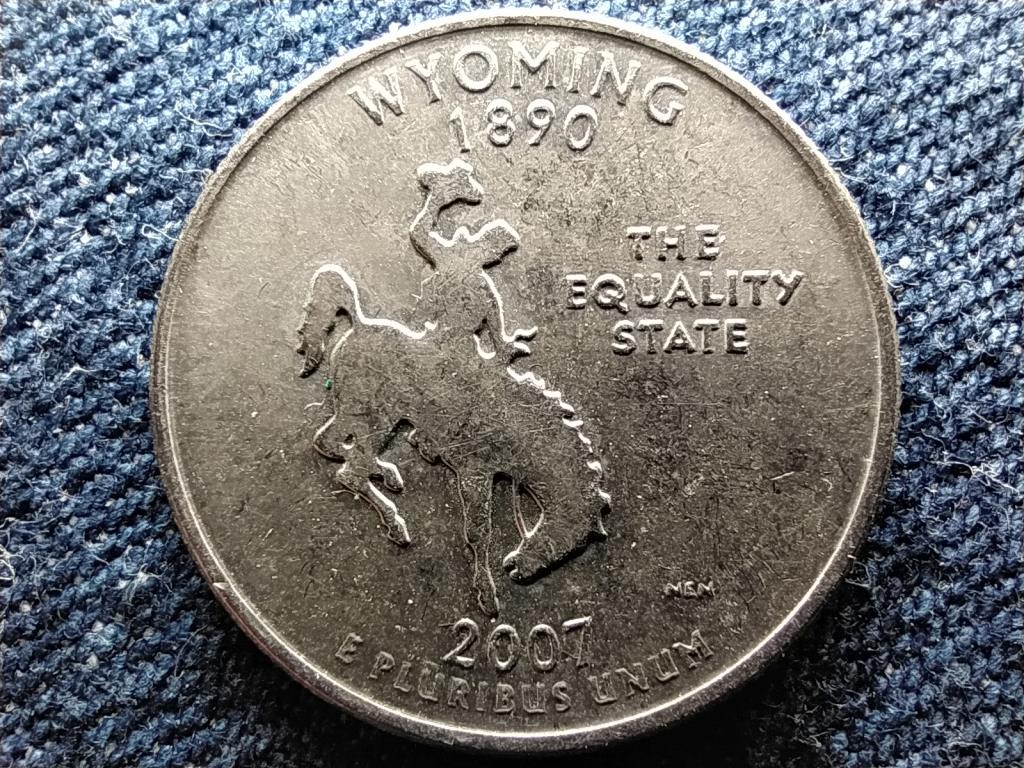 WYOMING
1890
THE
EQUALITY
STATE
MEM
2007
E PLURIBUS UNUM